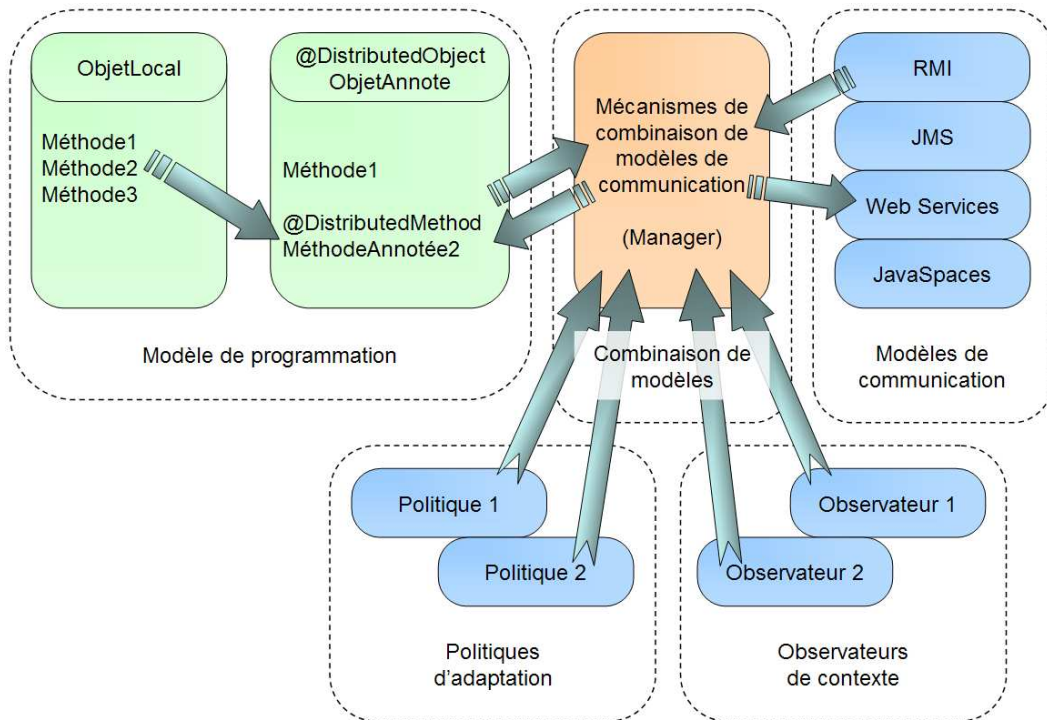 ObjetLocal
Méthode1
Méthode2
Méthode3
@DistributedObject
ObjetAnnote
Méthode1
@DistributedMethod
MéthodeAnnotée2
Modèle de programmation
Mécanismes de
combinaison de
modèles de
communication
(Manager)
Combinaison de
modèles
RMI
JMS
Web Services
JavaSpaces
Modèles de
communication
Politique 1
Politique 2
Politiques
d'adaptation
Observateur 1
Observateur 2
Observateurs
de contexte